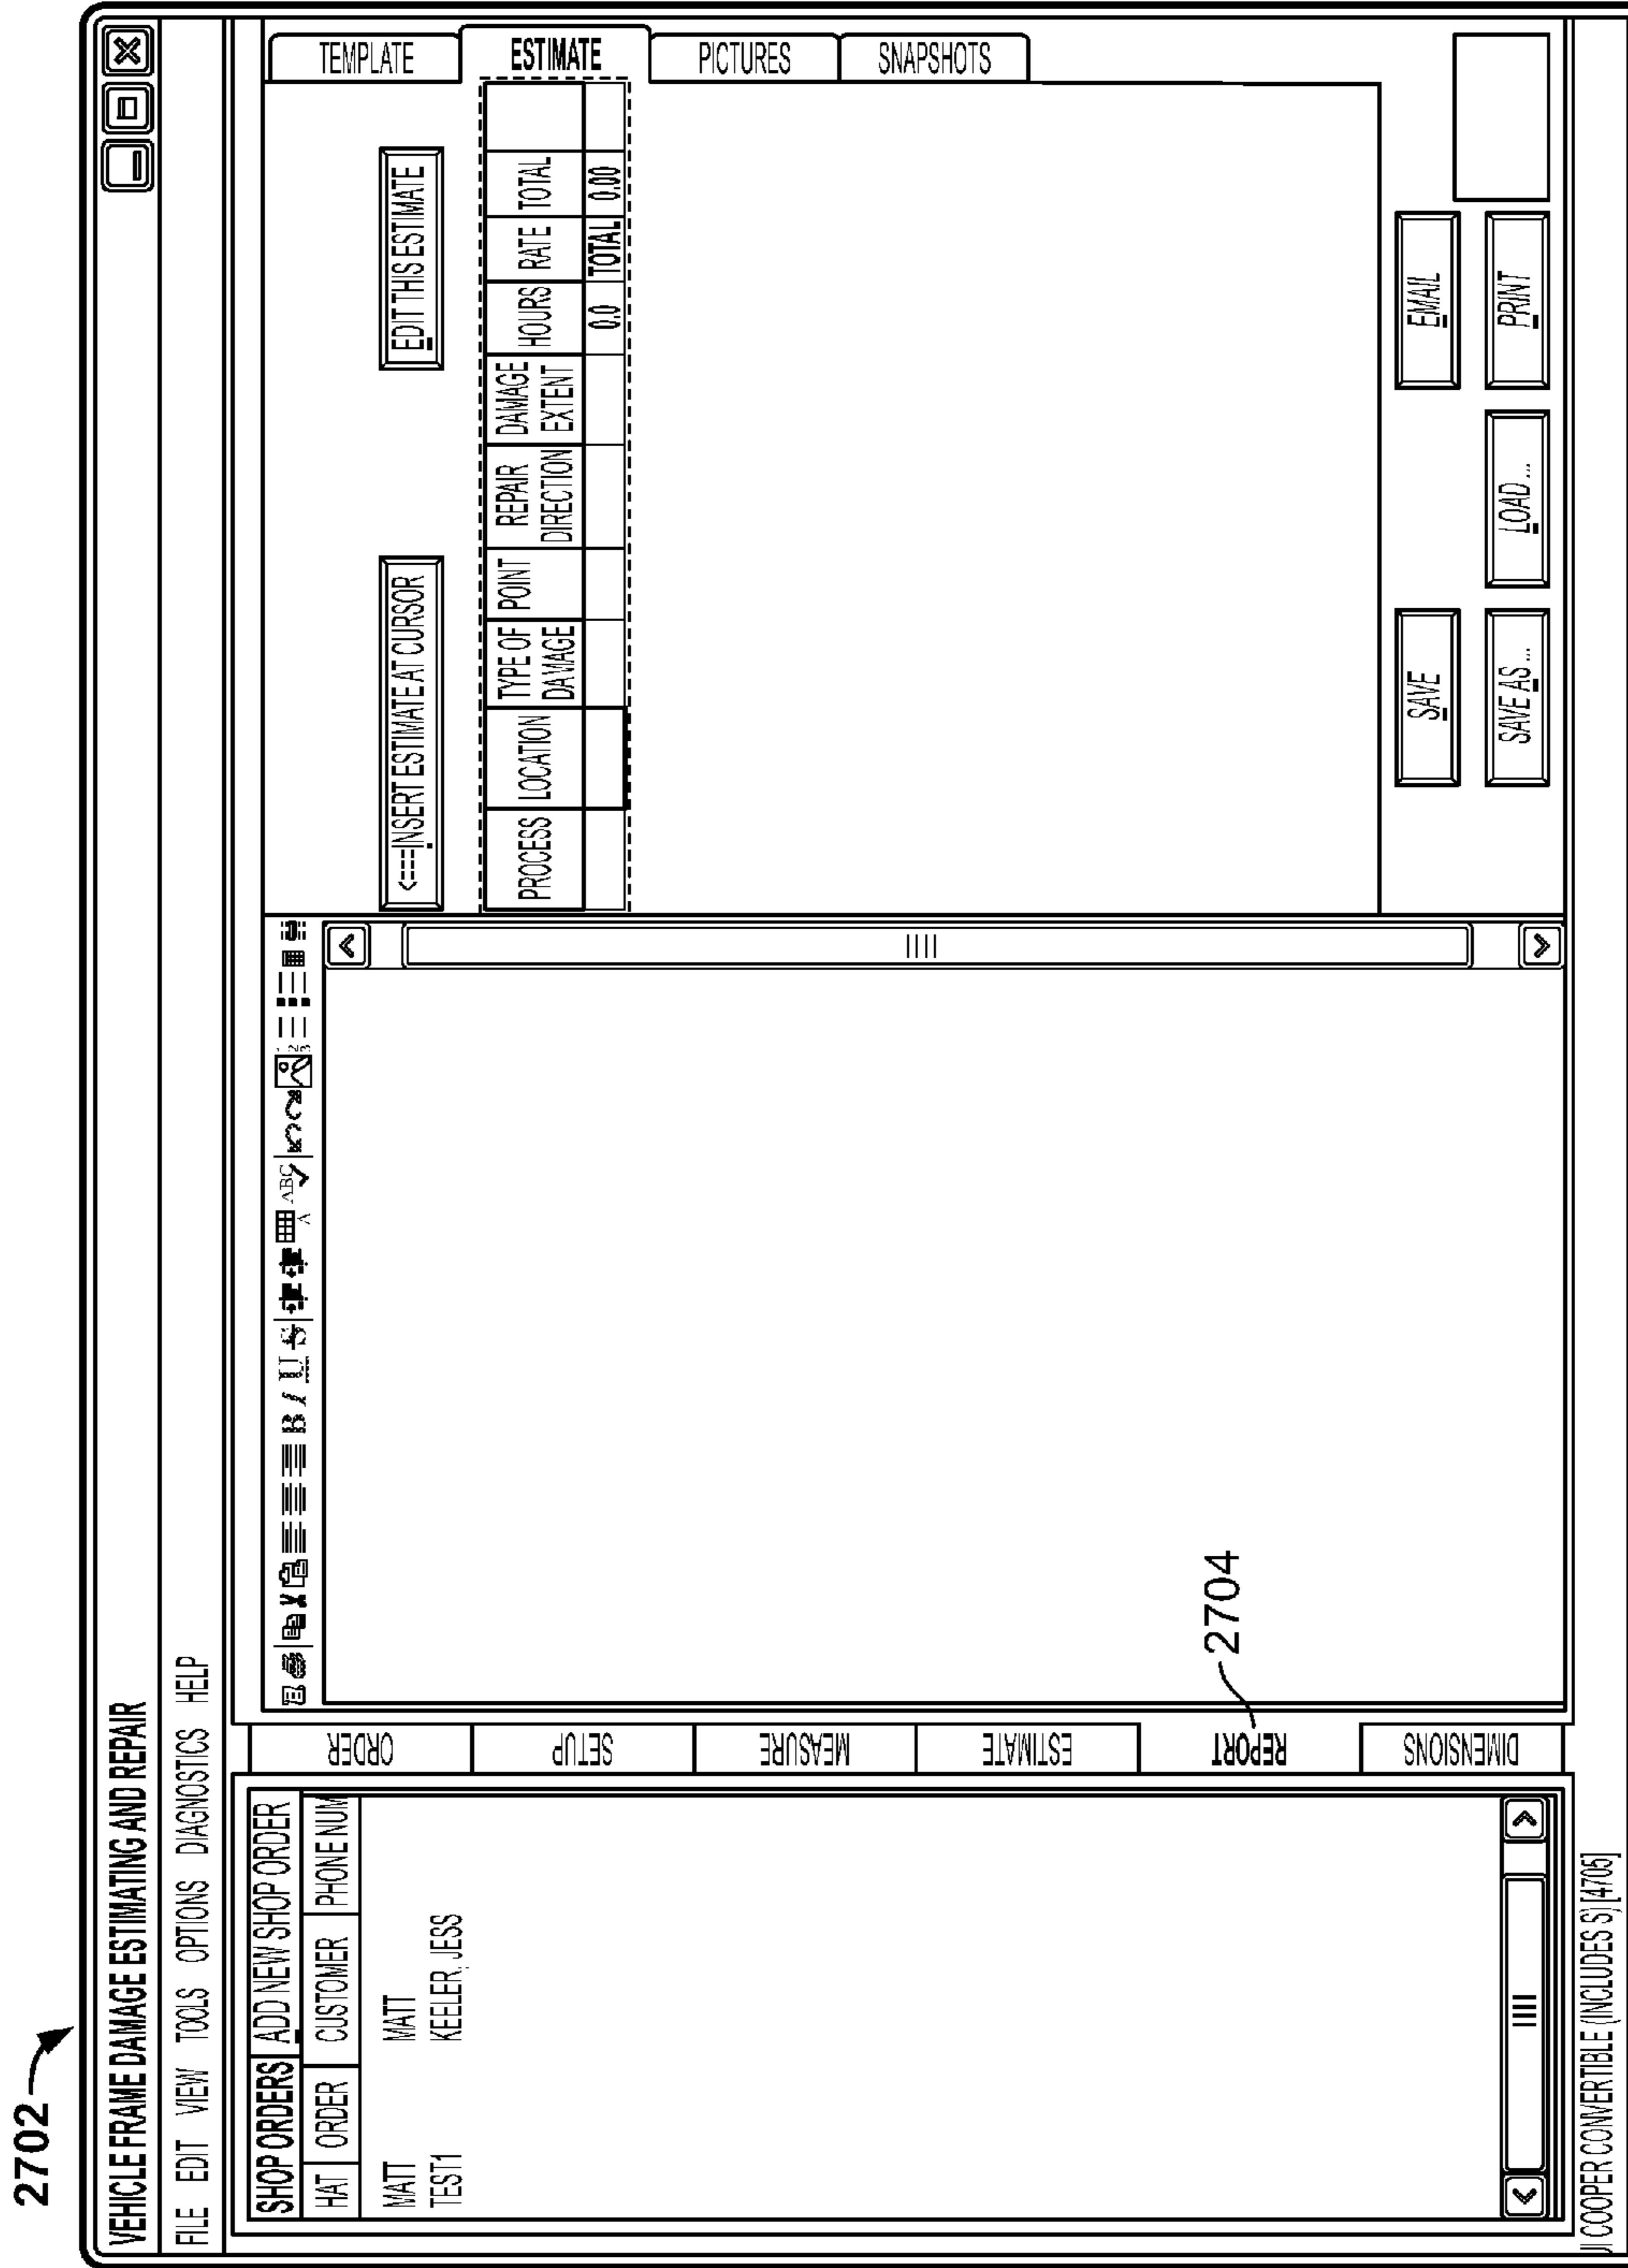 2702
VEHICLE FRAME DAMAGE ESTIMATING AND REPAIR
FILE EDIT VIEW TOOLS OPTIONS DIAGNOSTICS HELP
SHOP ORDERS ADD NEW SHOP ORDER
HAT ORDER CUSTOMER PHONE NUM
MATT MATT
TEST1 KEELER, JESS
ORDER
SETUP
MEASURE
ESTIMATE
REPORT
DIMENSIONS
2704
B I U S A ABC 1 2 3
<==INSERT ESTIMATE AT CURSOR
EDIT THIS ESTIMATE
PROCESS LOCATION TYPE OF DAMAGE POINT REPAIR DIRECTION DAMAGE EXTENT HOURS RATE TOTAL
0.0 TOTAL 0.00
TEMPLATE
ESTIMATE
PICTURES
SNAPSHOTS
SAVE
EMAIL
SAVE AS ...
LOAD ...
PRINT
COOPER CONVERTIBLE (INCLUDES S) [4705]